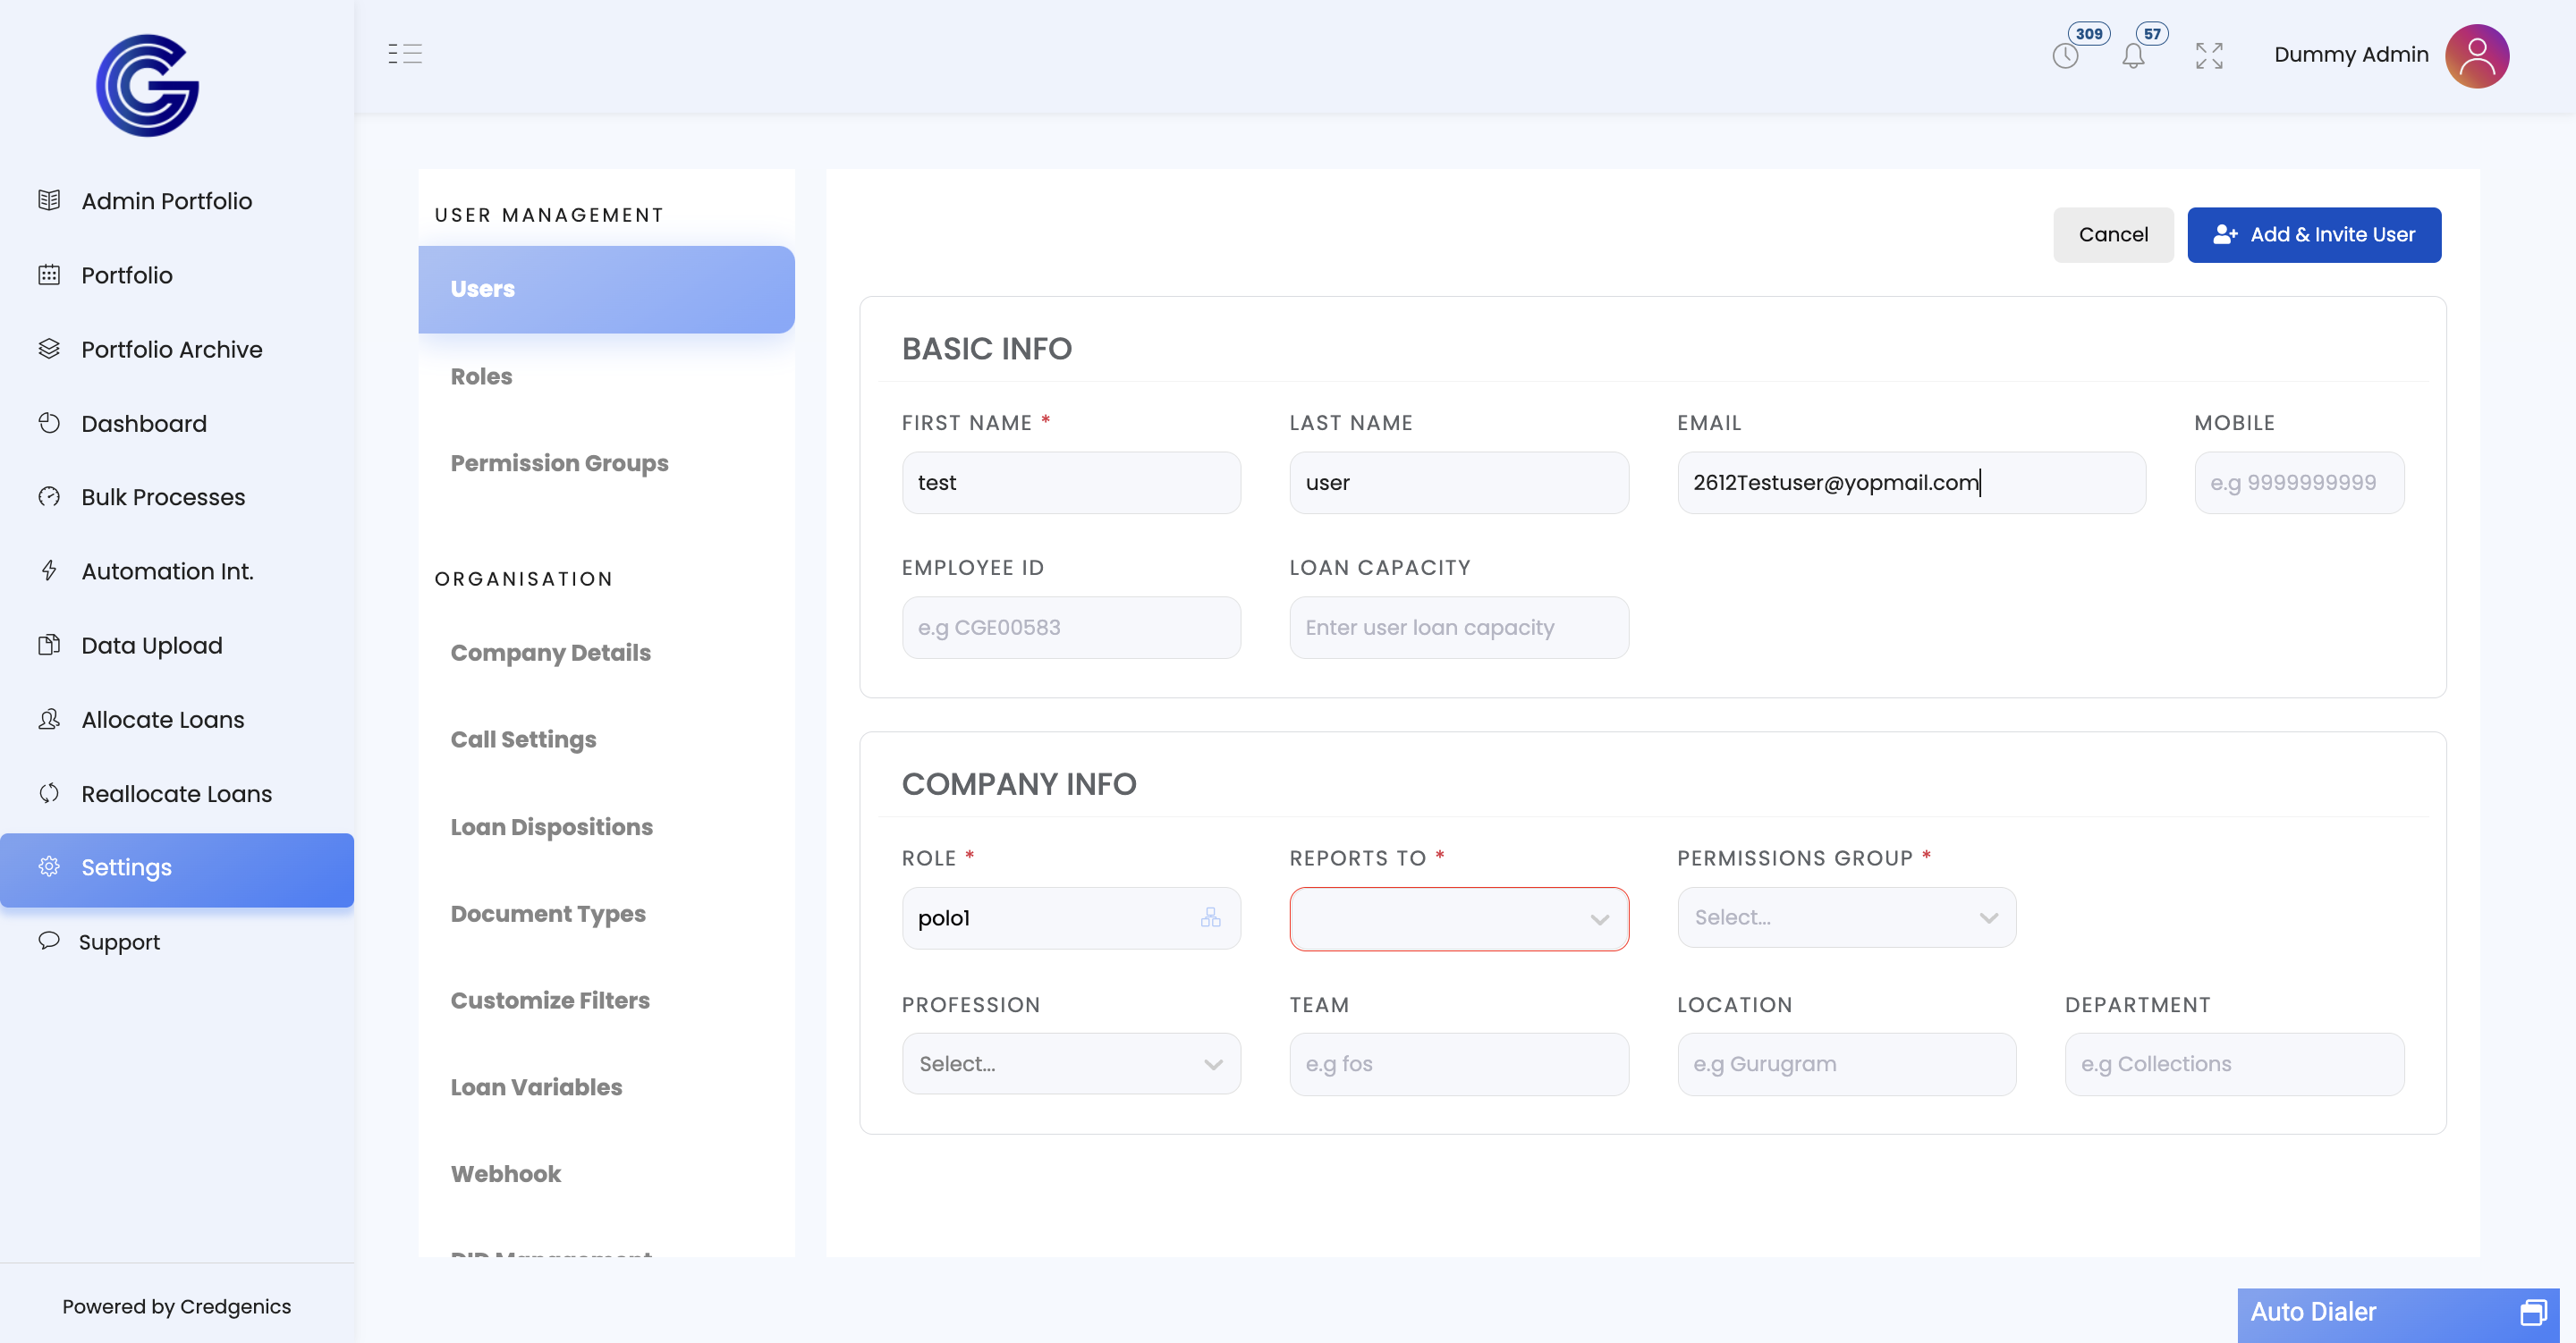 309
57
Dummy Admin
Admin Portfolio
Portfolio
Portfolio Archive
Dashboard
Bulk Processes
Automation Int.
Data Upload
Allocate Loans
Reallocate Loans
Settings
Support
Powered by Credgenics
USER MANAGEMENT
Users
Roles
Permission Groups
ORGANISATION
Company Details
Call Settings
Loan Dispositions
Document Types
Customize Filters
Loan Variables
Webhook
DID Management
Cancel
Add & Invite User
BASIC INFO
FIRST NAME *
LAST NAME
EMAIL
MOBILE
test
user
2612Testuser@yopmail.com
e.g 9999999999
EMPLOYEE ID
LOAN CAPACITY
e.g CGE00583
Enter user loan capacity
COMPANY INFO
ROLE *
REPORTS TO *
PERMISSIONS GROUP *
polo1
Select...
PROFESSION
TEAM
LOCATION
DEPARTMENT
Select...
e.g fos
e.g Gurugram
e.g Collections
Auto Dialer